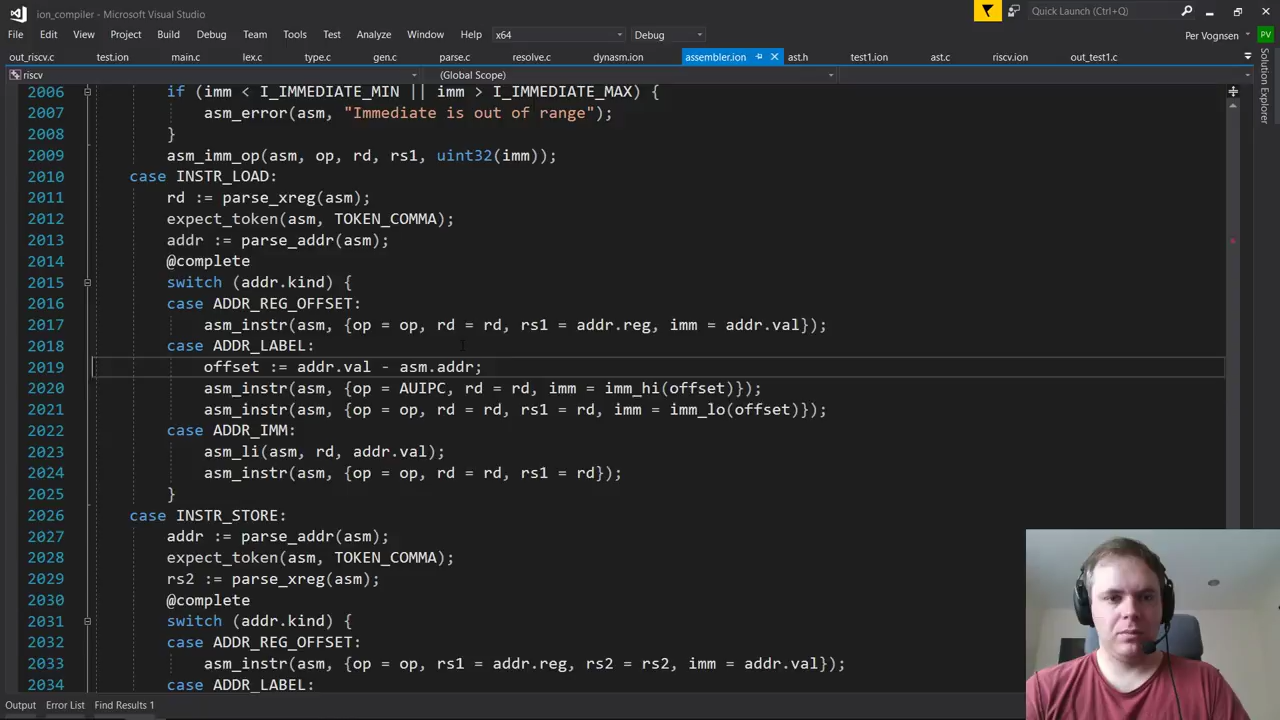 ion_compiler - Microsoft Visual Studio
Quick Launch (Ctrl+Q)
File Edit View Project Build Debug Team Tools Test Analyze Window Help x64 Debug Per Vognsen PV
out_riscv.c test.ion main.c lex.c type.c gen.c parse.c resolve.c dynasm.ion assembler.ion ast.h test1.ion ast.c riscv.ion out_test1.c
riscv (Global Scope)
Solution Explorer
2006 if (imm < I_IMMEDIATE_MIN || imm > I_IMMEDIATE_MAX) {
2007 asm_error(asm, "Immediate is out of range");
2008 }
2009 asm_imm_op(asm, op, rd, rs1, uint32(imm));
2010 case INSTR_LOAD:
2011 rd := parse_xreg(asm);
2012 expect_token(asm, TOKEN_COMMA);
2013 addr := parse_addr(asm);
2014 @complete
2015 switch (addr.kind) {
2016 case ADDR_REG_OFFSET:
2017 asm_instr(asm, {op = op, rd = rd, rs1 = addr.reg, imm = addr.val});
2018 case ADDR_LABEL:
2019 offset := addr.val - asm.addr;
2020 asm_instr(asm, {op = AUIPC, rd = rd, imm = imm_hi(offset)});
2021 asm_instr(asm, {op = op, rd = rd, rs1 = rd, imm = imm_lo(offset)});
2022 case ADDR_IMM:
2023 asm_li(asm, rd, addr.val);
2024 asm_instr(asm, {op = op, rd = rd, rs1 = rd});
2025 }
2026 case INSTR_STORE:
2027 addr := parse_addr(asm);
2028 expect_token(asm, TOKEN_COMMA);
2029 rs2 := parse_xreg(asm);
2030 @complete
2031 switch (addr.kind) {
2032 case ADDR_REG_OFFSET:
2033 asm_instr(asm, {op = op, rs1 = addr.reg, rs2 = rs2, imm = addr.val});
2034 case ADDR_LABEL:
Output Error List Find Results 1